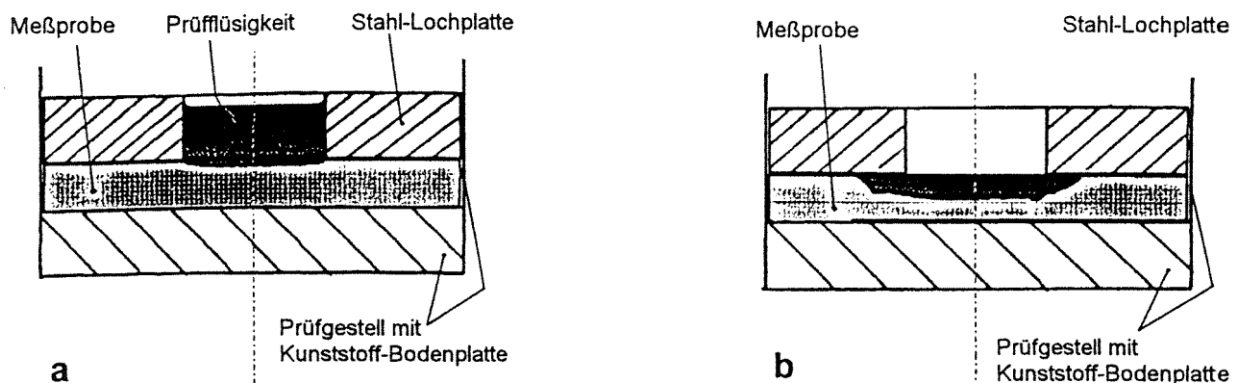 Meßprobe
Prüfflüsigkeit
Stahl-Lochplatte
Prüfgestell mit
Kunststoff-Bodenplatte
a
Meßprobe
Stahl-Lochplatte
Prüfgestell mit
Kunststoff-Bodenplatte
b